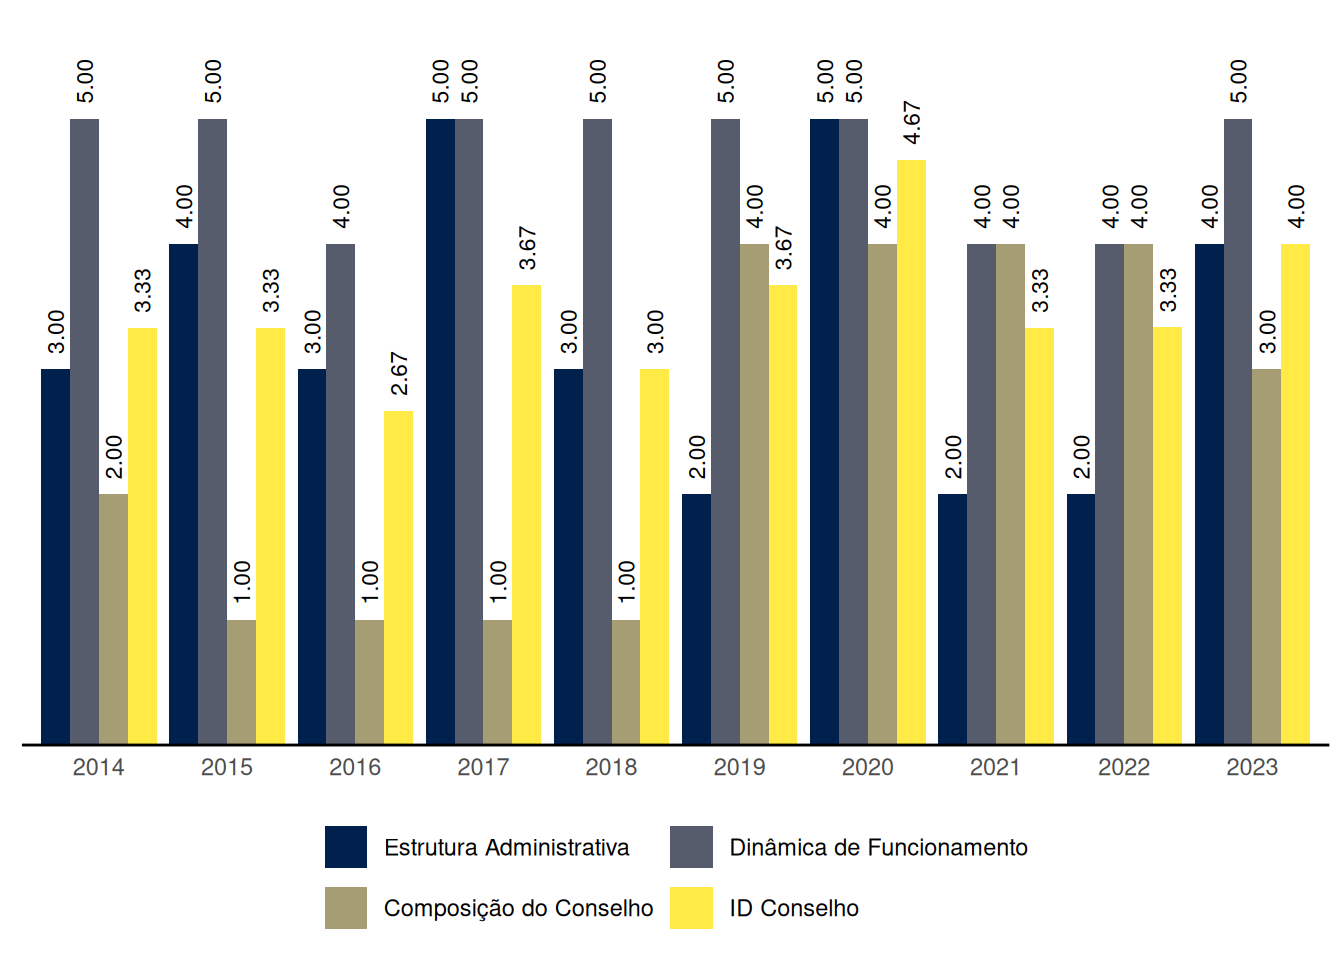 3.00 5.00 2.00 3.33
4.00 5.00 1.00 3.33
3.00 4.00 1.00 2.67
5.00 5.00 1.00 3.67
3.00 5.00 1.00 3.00
2.00 5.00 4.00 3.67
5.00 5.00 4.00 4.67
2.00 4.00 4.00 3.33
2.00 4.00 4.00 3.33
4.00 5.00 3.00 4.00
2014 2015 2016 2017 2018 2019 2020 2021 2022 2023
Estrutura Administrativa Dinâmica de Funcionamento
Composição do Conselho ID Conselho